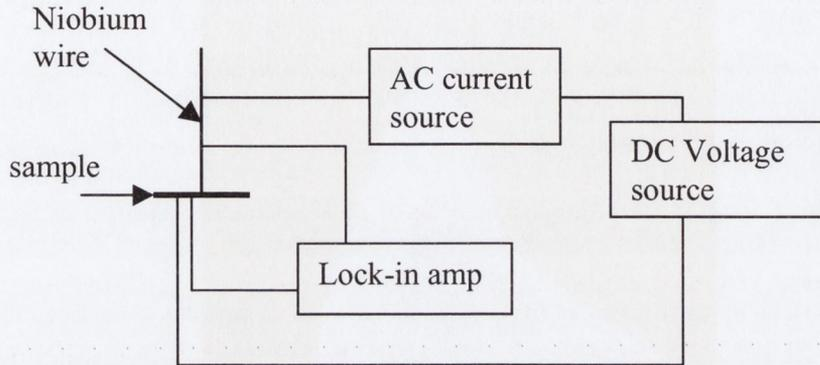 Niobium
wire
AC current
source
DC Voltage
source
sample
Lock-in amp